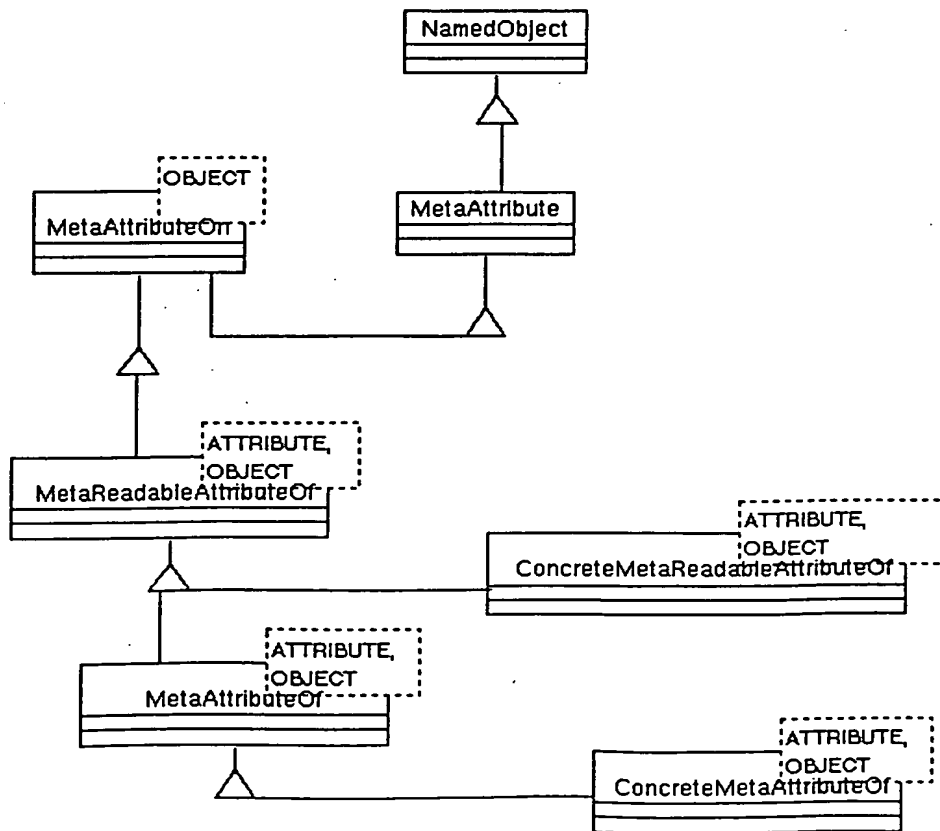 NamedObject
OBJECT
MetaAttributeOn
MetaAttribute
ATTRIBUTE,
OBJECT
MetaReadableAttributeOf
ATTRIBUTE,
OBJECT
ConcreteMetaReadableAttributeOf
ATTRIBUTE,
OBJECT
MetaAttributeOf
ATTRIBUTE,
OBJECT
ConcreteMetaAttributeOf